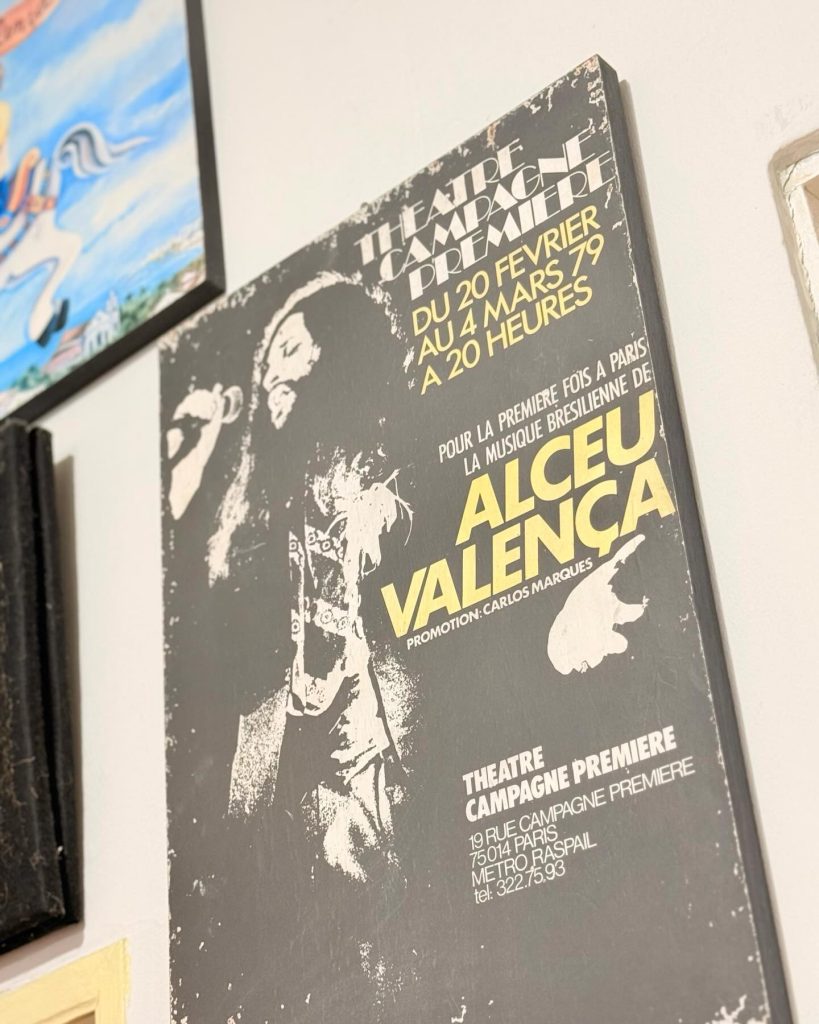 THEATRE
CAMPAGNE
PREMIERE
DU 20 FEVRIER
AU 4 MARS 79
A 20 HEURES
POUR LA PREMIERE FOIS A PARIS
LA MUSIQUE BRESILIENNE DE
ALCEU
VALENÇA
PROMOTION: CARLOS MARQUES
THEATRE
CAMPAGNE PREMIERE
19 RUE CAMPAGNE PREMIERE
75014 PARIS
METRO RASPAIL
tel: 322.75.93